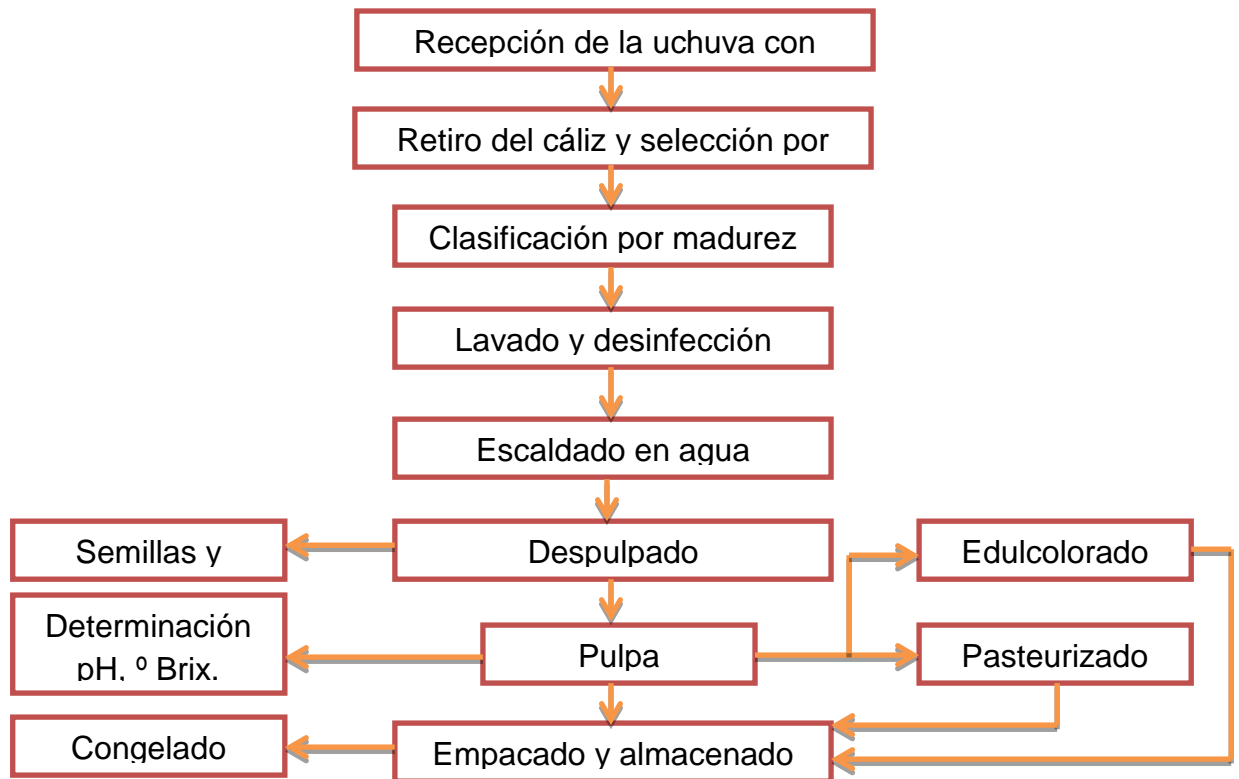 Recepción de la uchuva con
Retiro del cáliz y selección por
Clasificación por madurez
Lavado y desinfección
Escaldado en agua
Semillas y
Despulpado
Edulcolorado
Determinación
pH, º Brix.
Pulpa
Pasteurizado
Congelado
Empacado y almacenado